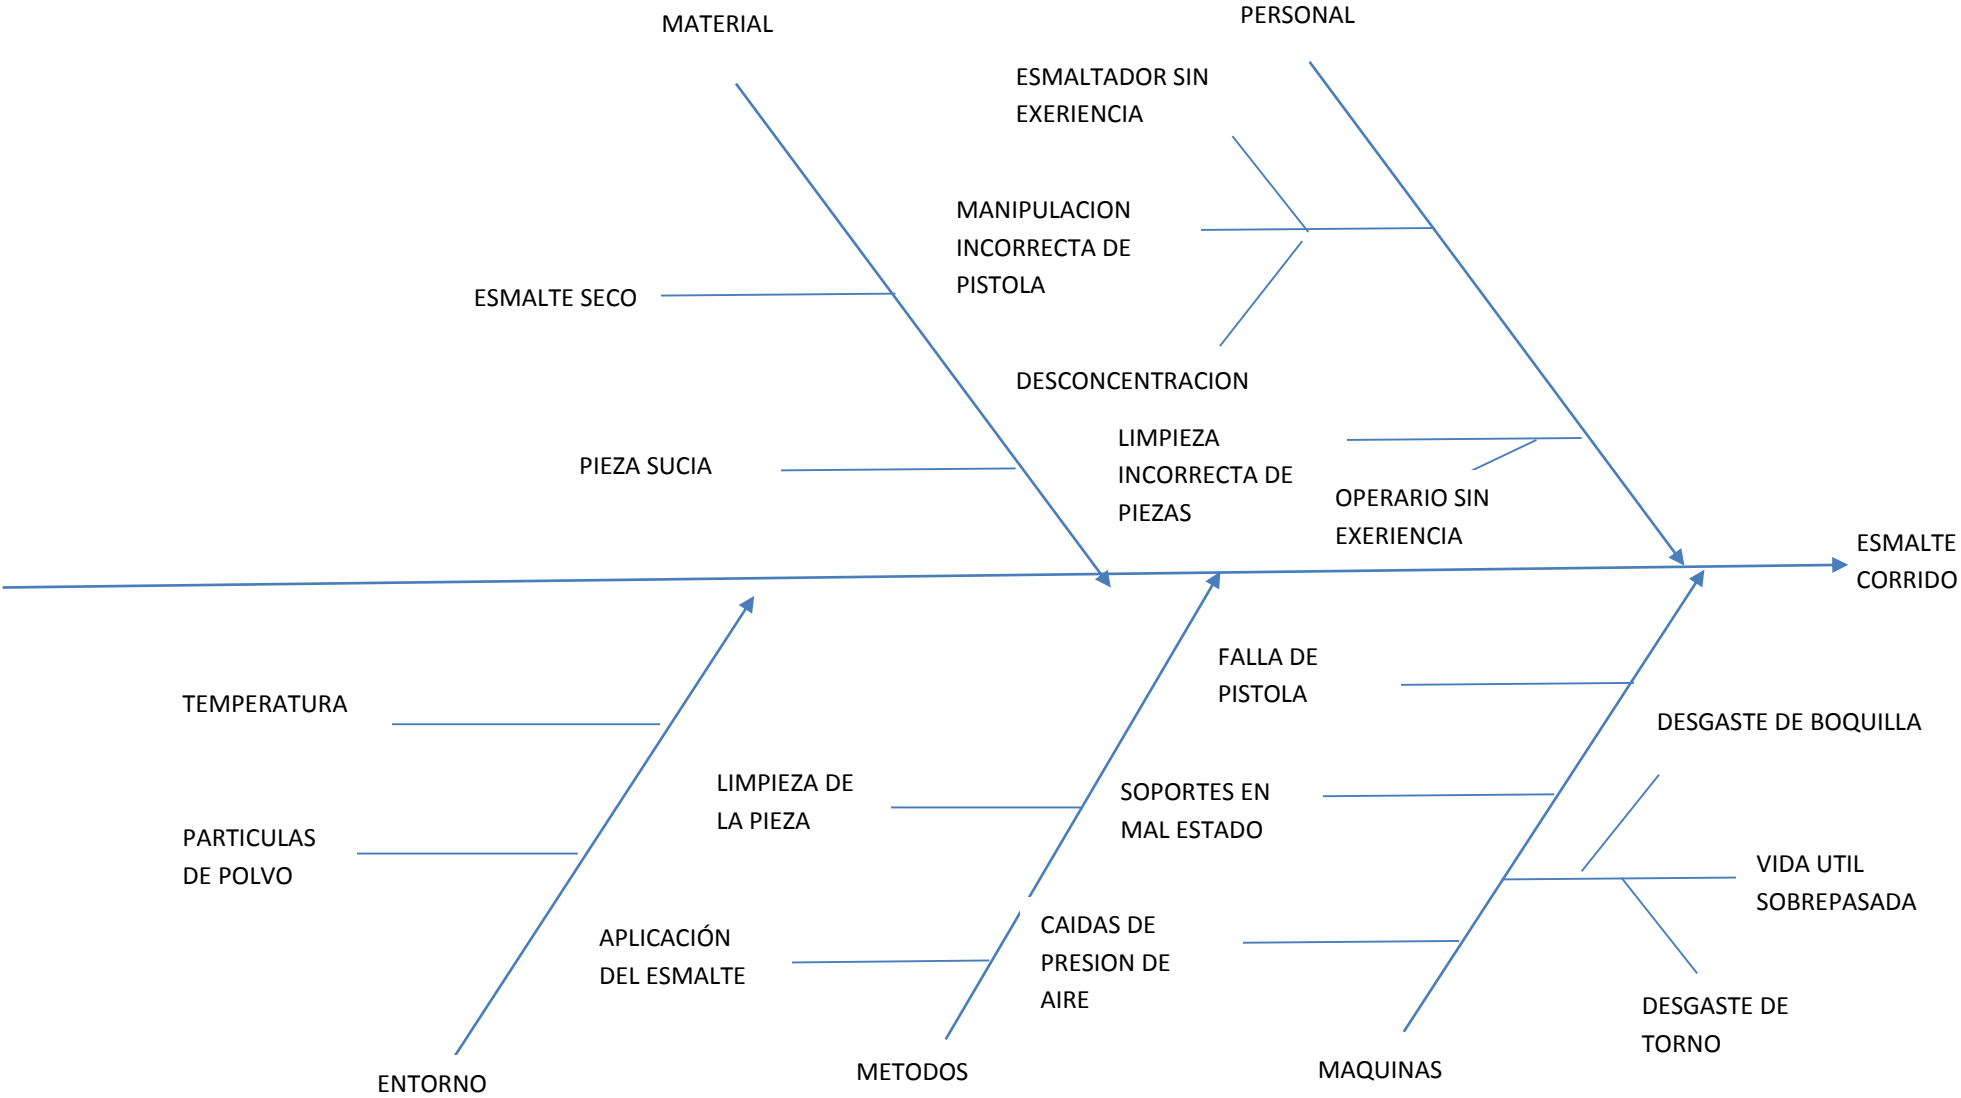 MATERIAL
PERSONAL
ESMALTADOR SIN
EXERIENCIA
MANIPULACION
INCORRECTA DE
PISTOLA
ESMALTE SECO
DESCONCENTRACION
PIEZA SUCIA
LIMPIEZA
INCORRECTA DE
PIEZAS
OPERARIO SIN
EXERIENCIA
ESMALTE
CORRIDO
TEMPERATURA
PARTICULAS
DE POLVO
LIMPIEZA DE
LA PIEZA
APLICACIÓN
DEL ESMALTE
FALLA DE
PISTOLA
SOPORTES EN
MAL ESTADO
CAIDAS DE
PRESION DE
AIRE
DESGASTE DE BOQUILLA
VIDA UTIL
SOBREPASADA
DESGASTE DE
TORNO
ENTORNO
METODOS
MAQUINAS